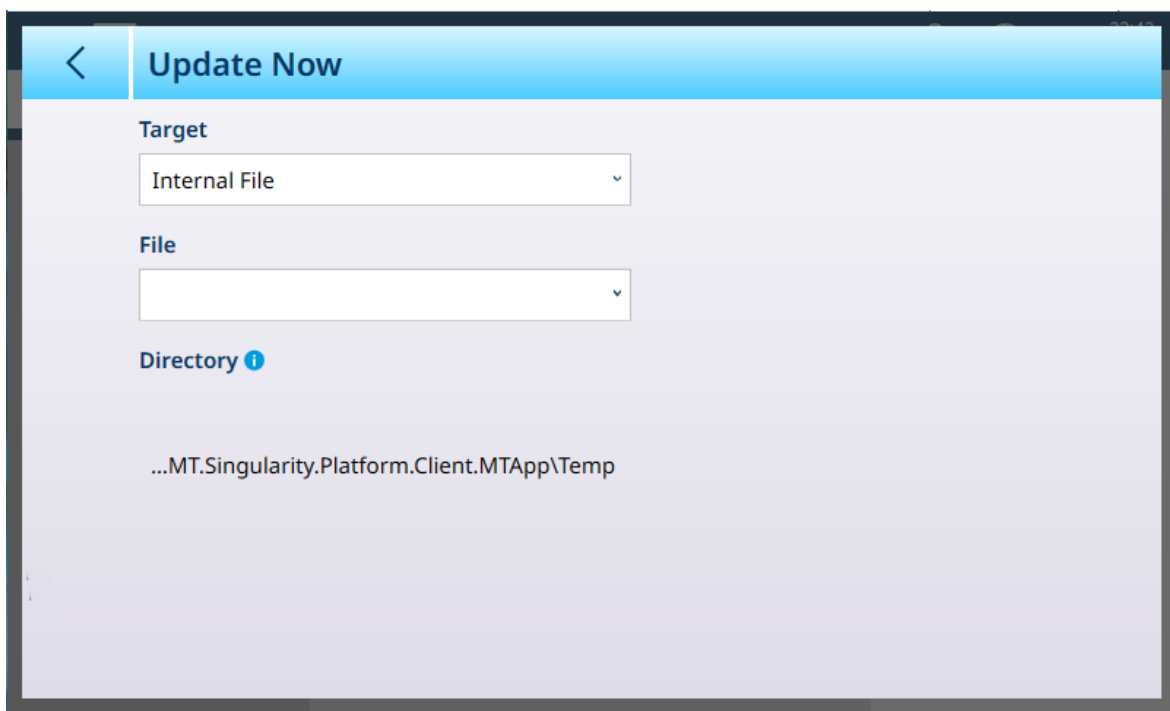 Update Now
Target
Internal File
File
Directory
...MT.Singularity.Platform.Client.MTApp\Temp